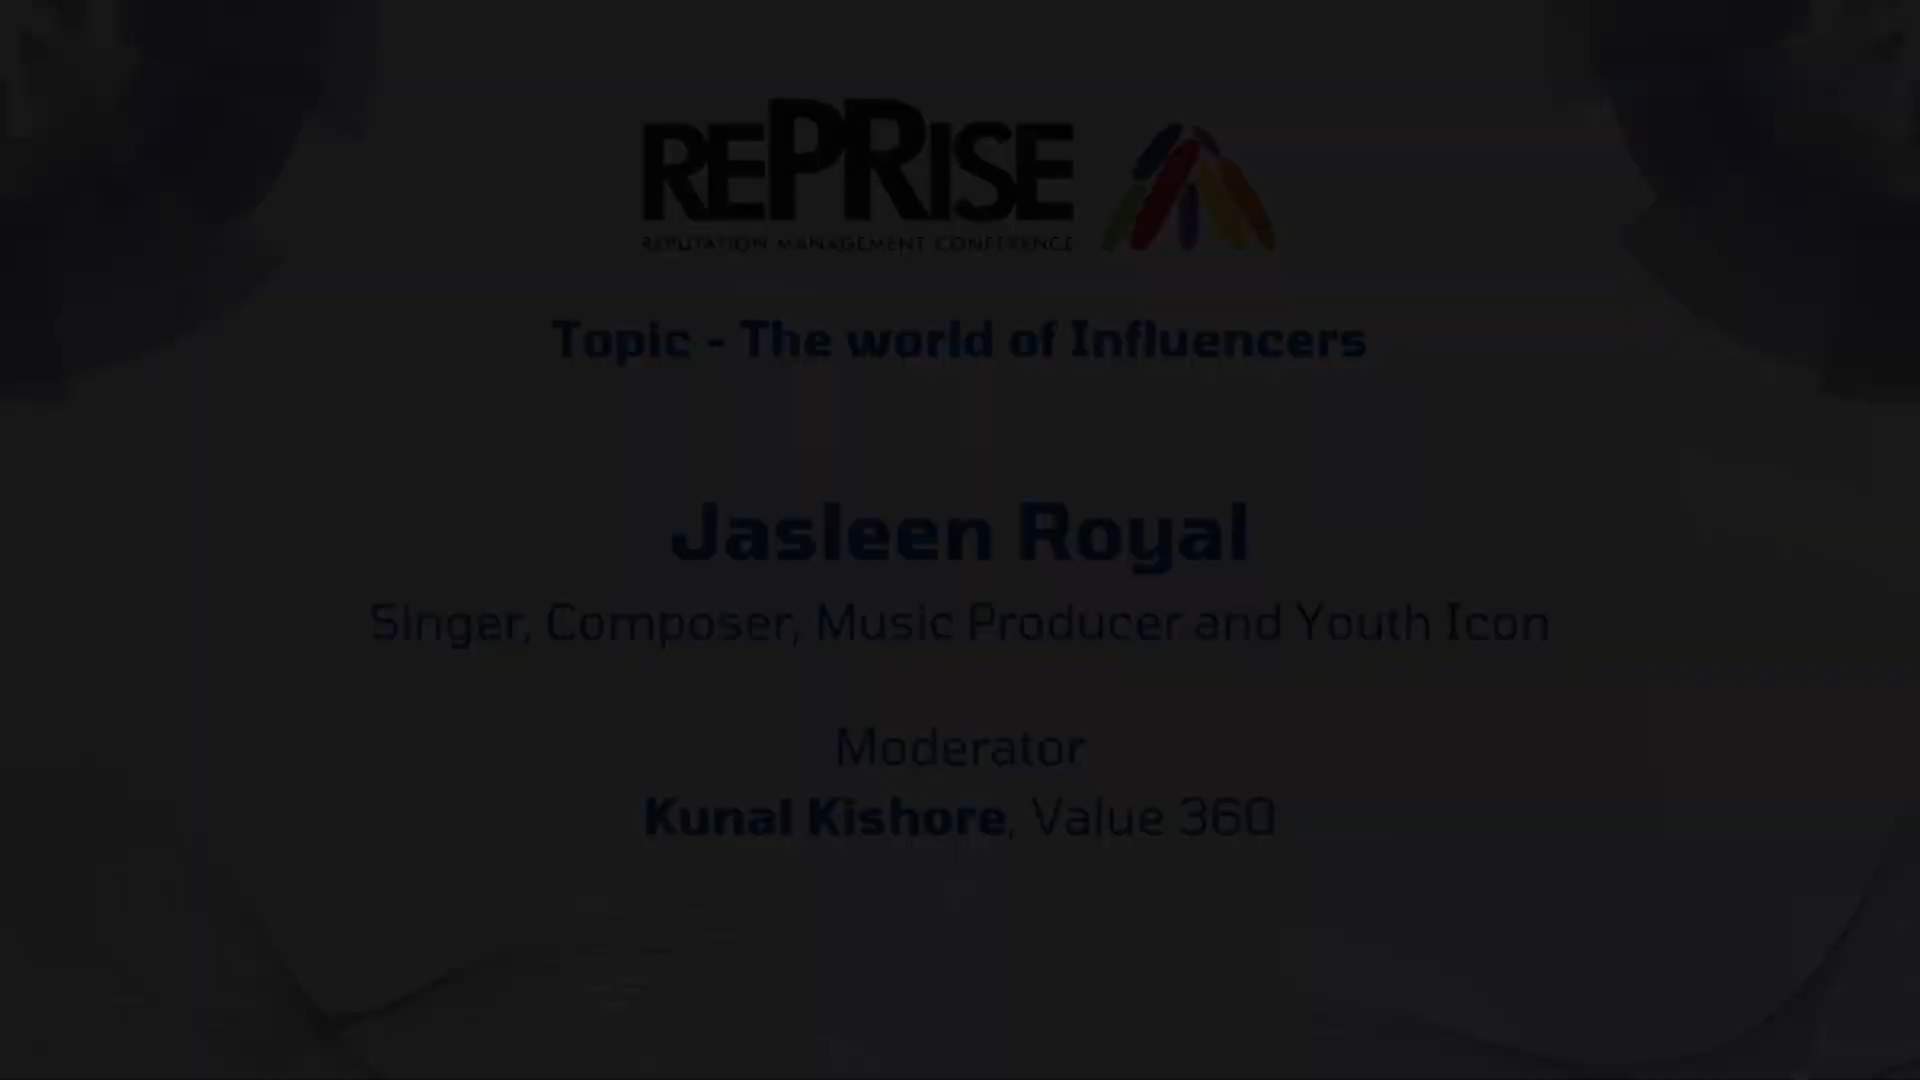 REPRISE
REPUTATION MANAGEMENT CONFERENCE
Topic - The world of Influencers
Jasleen Royal
Singer, Composer, Music Producer and Youth Icon
Moderator
Kunal Kishore, Value 360